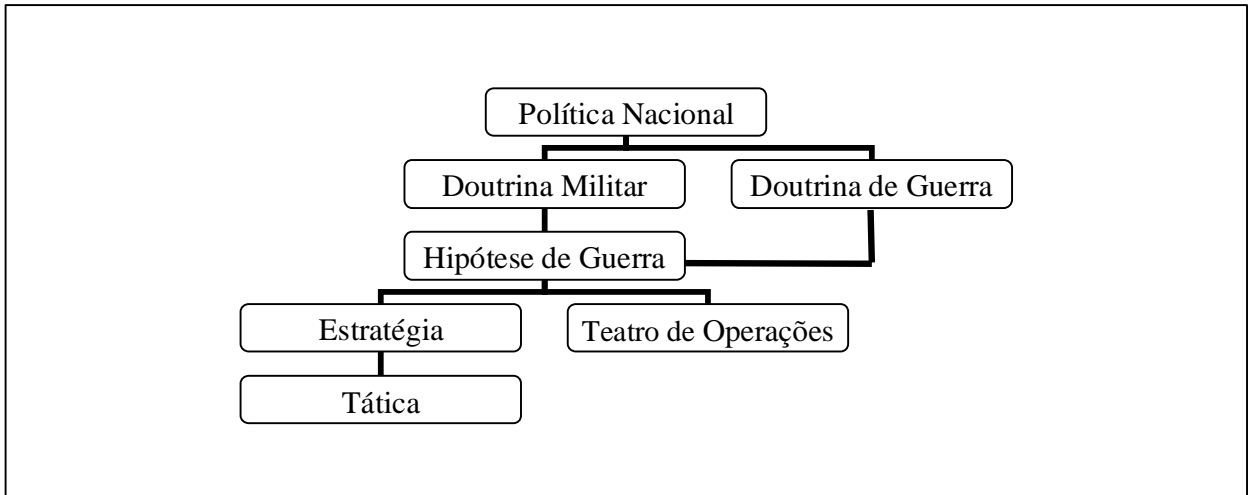 Política Nacional
Doutrina Militar
Doutrina de Guerra
Hipótese de Guerra
Estratégia
Teatro de Operações
Tática